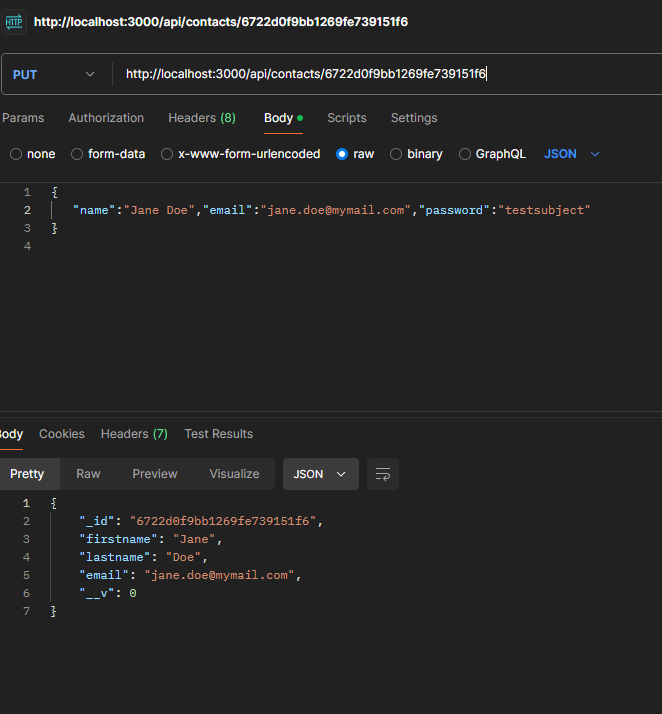 HTTP http://localhost:3000/api/contacts/6722d0f9bb1269fe739151f6
PUT http://localhost:3000/api/contacts/6722d0f9bb1269fe739151f6
Params Authorization Headers (8) Body Scripts Settings
none form-data x-www-form-urlencoded raw binary GraphQL JSON
1 {
2 "name":"Jane Doe","email":"jane.doe@mymail.com","password":"testsubject"
3 }
4
Body Cookies Headers (7) Test Results
Pretty Raw Preview Visualize JSON
1 {
2 "_id": "6722d0f9bb1269fe739151f6",
3 "firstname": "Jane",
4 "lastname": "Doe",
5 "email": "jane.doe@mymail.com",
6 "__v": 0
7 }